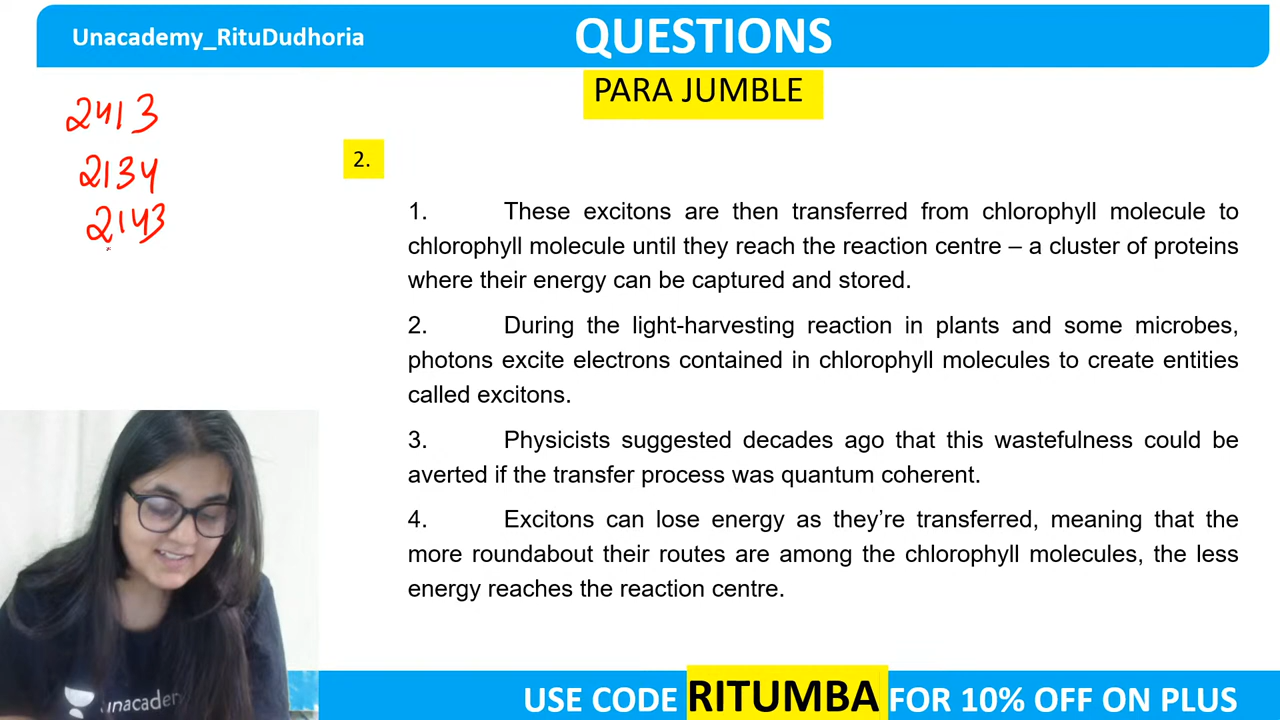 Unacademy_RituDudhoria
QUESTIONS
PARA JUMBLE
2413
2134
2143
2.
1. These excitons are then transferred from chlorophyll molecule to
chlorophyll molecule until they reach the reaction centre – a cluster of proteins
where their energy can be captured and stored.
2. During the light-harvesting reaction in plants and some microbes,
photons excite electrons contained in chlorophyll molecules to create entities
called excitons.
3. Physicists suggested decades ago that this wastefulness could be
averted if the transfer process was quantum coherent.
4. Excitons can lose energy as they’re transferred, meaning that the
more roundabout their routes are among the chlorophyll molecules, the less
energy reaches the reaction centre.
unacademy
USE CODE RITUMBA FOR 10% OFF ON PLUS